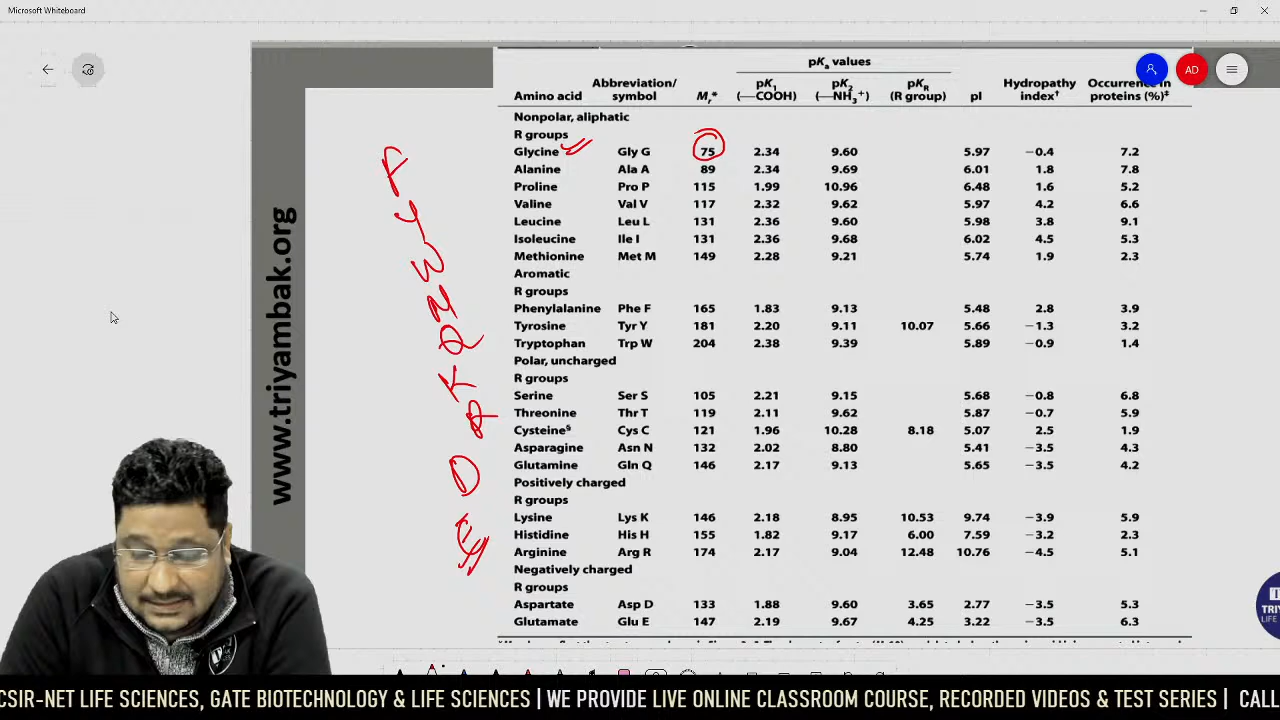 Microsoft Whiteboard
AD
www.triyambak.org
F
Y
W
N
Q
K
R
D
E
pKa values
Amino acid Abbreviation/ symbol Mr* pK1 (—COOH) pK2 (—NH3+) pKR (R group) pI Hydropathy index† Occurrence in proteins (%)‡
Nonpolar, aliphatic
R groups
Glycine Gly G 75 2.34 9.60 5.97 −0.4 7.2
Alanine Ala A 89 2.34 9.69 6.01 1.8 7.8
Proline Pro P 115 1.99 10.96 6.48 1.6 5.2
Valine Val V 117 2.32 9.62 5.97 4.2 6.6
Leucine Leu L 131 2.36 9.60 5.98 3.8 9.1
Isoleucine Ile I 131 2.36 9.68 6.02 4.5 5.3
Methionine Met M 149 2.28 9.21 5.74 1.9 2.3
Aromatic
R groups
Phenylalanine Phe F 165 1.83 9.13 5.48 2.8 3.9
Tyrosine Tyr Y 181 2.20 9.11 10.07 5.66 −1.3 3.2
Tryptophan Trp W 204 2.38 9.39 5.89 −0.9 1.4
Polar, uncharged
R groups
Serine Ser S 105 2.21 9.15 5.68 −0.8 6.8
Threonine Thr T 119 2.11 9.62 5.87 −0.7 5.9
Cysteine§ Cys C 121 1.96 10.28 8.18 5.07 2.5 1.9
Asparagine Asn N 132 2.02 8.80 5.41 −3.5 4.3
Glutamine Gln Q 146 2.17 9.13 5.65 −3.5 4.2
Positively charged
R groups
Lysine Lys K 146 2.18 8.95 10.53 9.74 −3.9 5.9
Histidine His H 155 1.82 9.17 6.00 7.59 −3.2 2.3
Arginine Arg R 174 2.17 9.04 12.48 10.76 −4.5 5.1
Negatively charged
R groups
Aspartate Asp D 133 1.88 9.60 3.65 2.77 −3.5 5.3
Glutamate Glu E 147 2.19 9.67 4.25 3.22 −3.5 6.3
CSIR-NET LIFE SCIENCES, GATE BIOTECHNOLOGY & LIFE SCIENCES | WE PROVIDE LIVE ONLINE CLASSROOM COURSE, RECORDED VIDEOS & TEST SERIES | CALL